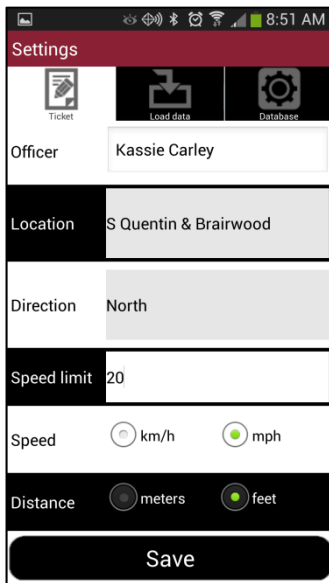 8:51 AM
Settings
Ticket Load data Database
Officer Kassie Carley
Location S Quentin & Brairwood
Direction North
Speed limit 20
Speed km/h mph
Distance meters feet
Save